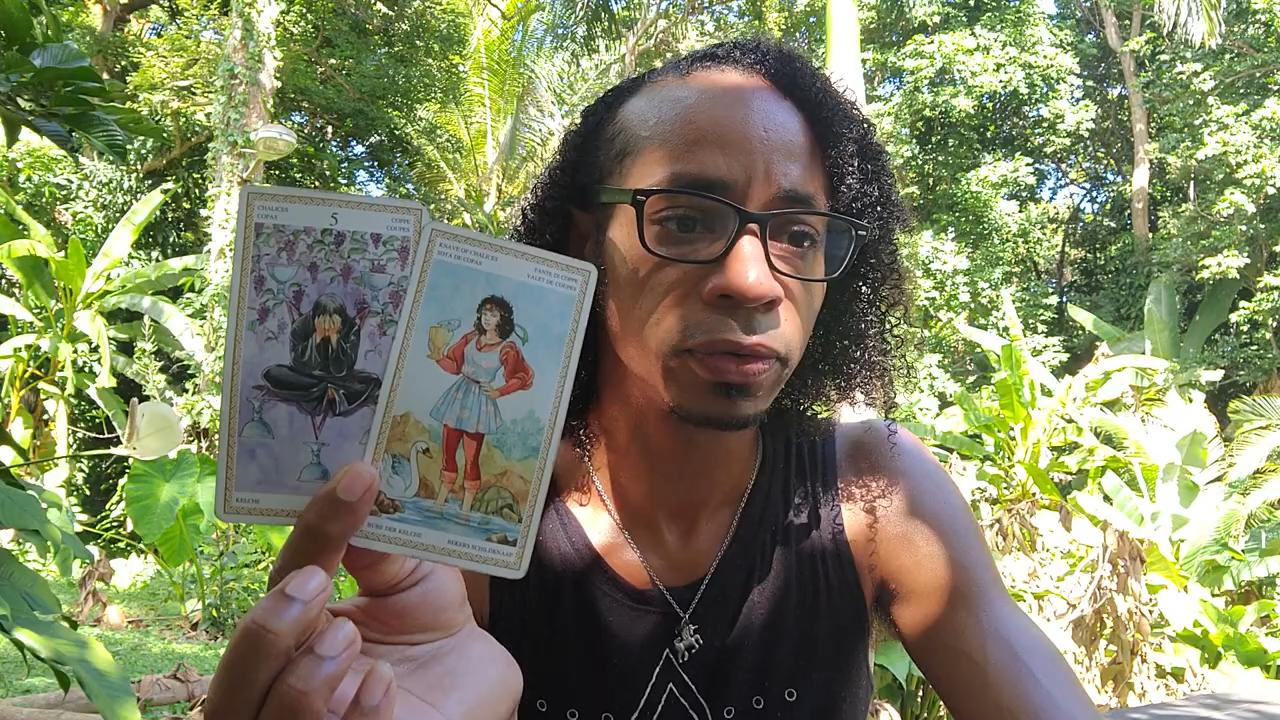 CHALICES
COPAS
5
COPPE
COUPES
KELCHE
KNAVE OF CHALICES
SOTA DE COPAS
FANTE DI COPPE
VALET DE COUPES
BUBE DER KELCHE
BEKERS SCHILDKNAAP